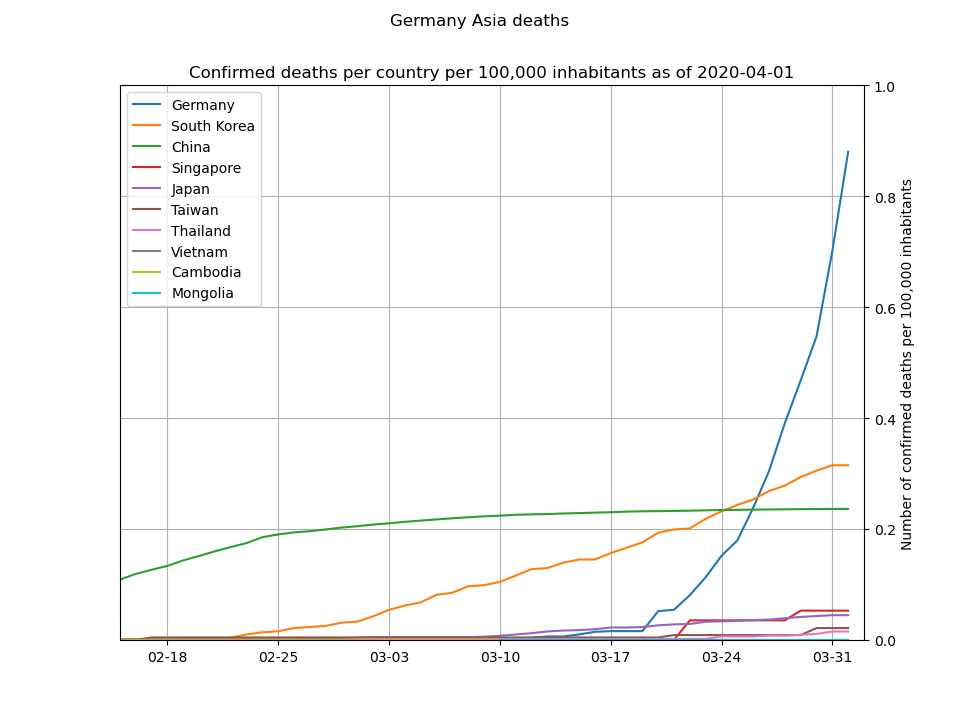 Germany Asia deaths
Confirmed deaths per country per 100,000 inhabitants as of 2020-04-01
Germany
South Korea
China
Singapore
Japan
Taiwan
Thailand
Vietnam
Cambodia
Mongolia
1.0
0.8
0.6
0.4
0.2
0.0
Number of confirmed deaths per 100,000 inhabitants
02-18 02-25 03-03 03-10 03-17 03-24 03-31